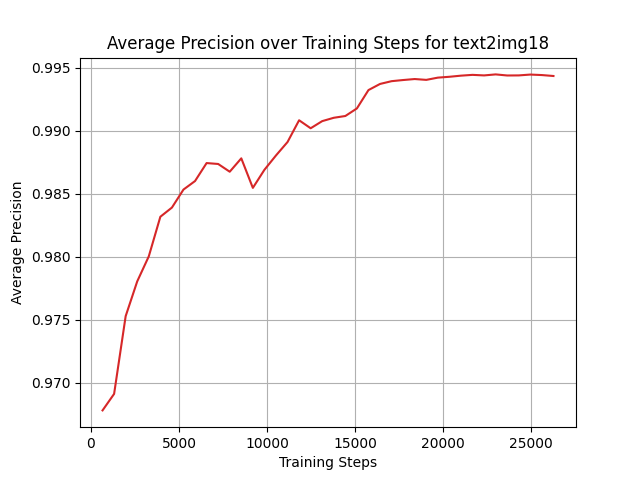 Average Precision over Training Steps for text2img18
0.995
0.990
0.985
0.980
0.975
0.970
Average Precision
0 5000 10000 15000 20000 25000
Training Steps